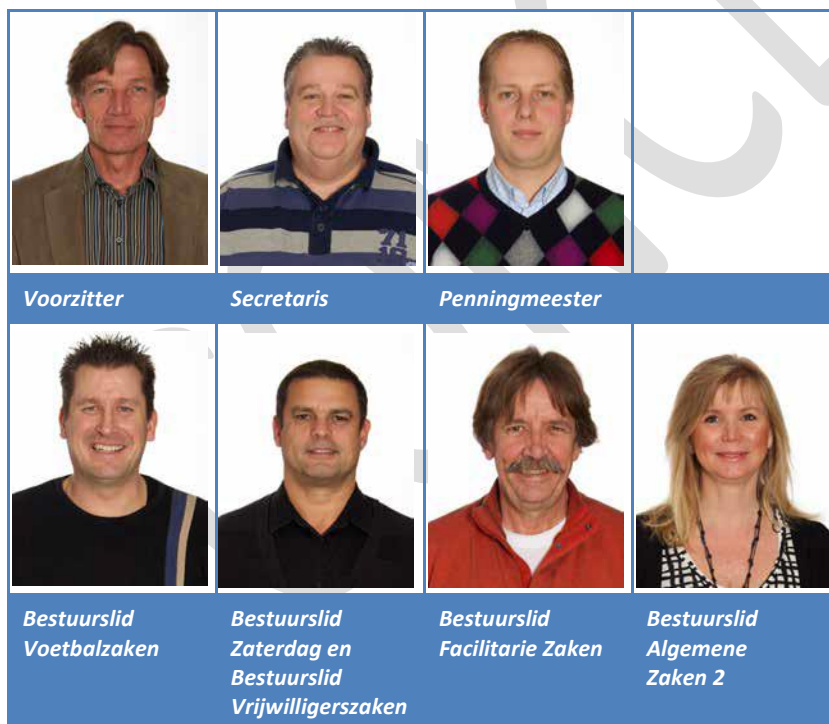 Voorzitter
Secretaris
Penningmeester
Bestuurslid
Voetbalzaken
Bestuurslid
Zaterdag en
Bestuurslid
Vrijwilligerszaken
Bestuurslid
Facilitarie Zaken
Bestuurslid
Algemene
Zaken 2